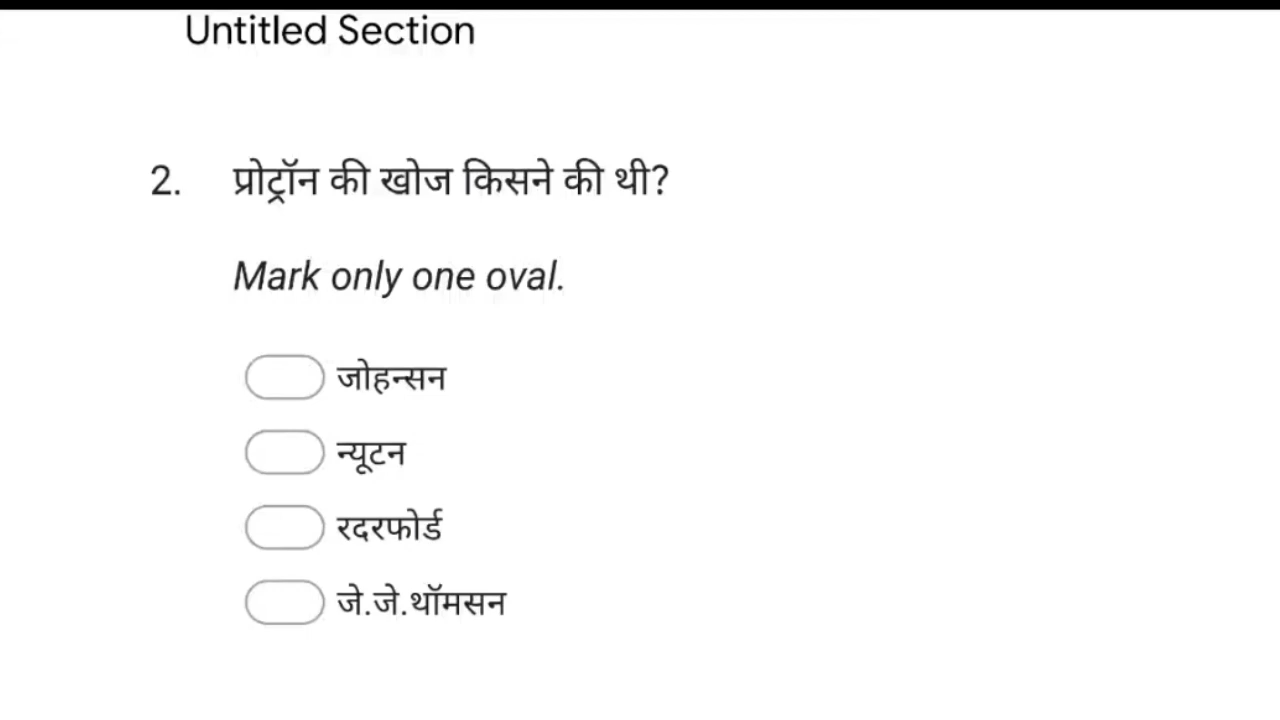 Untitled Section
2. प्रोट्रॉन की खोज किसने की थी?
Mark only one oval.
जोहन्सन
न्यूटन
रदरफोर्ड
जे.जे.थॉमसन